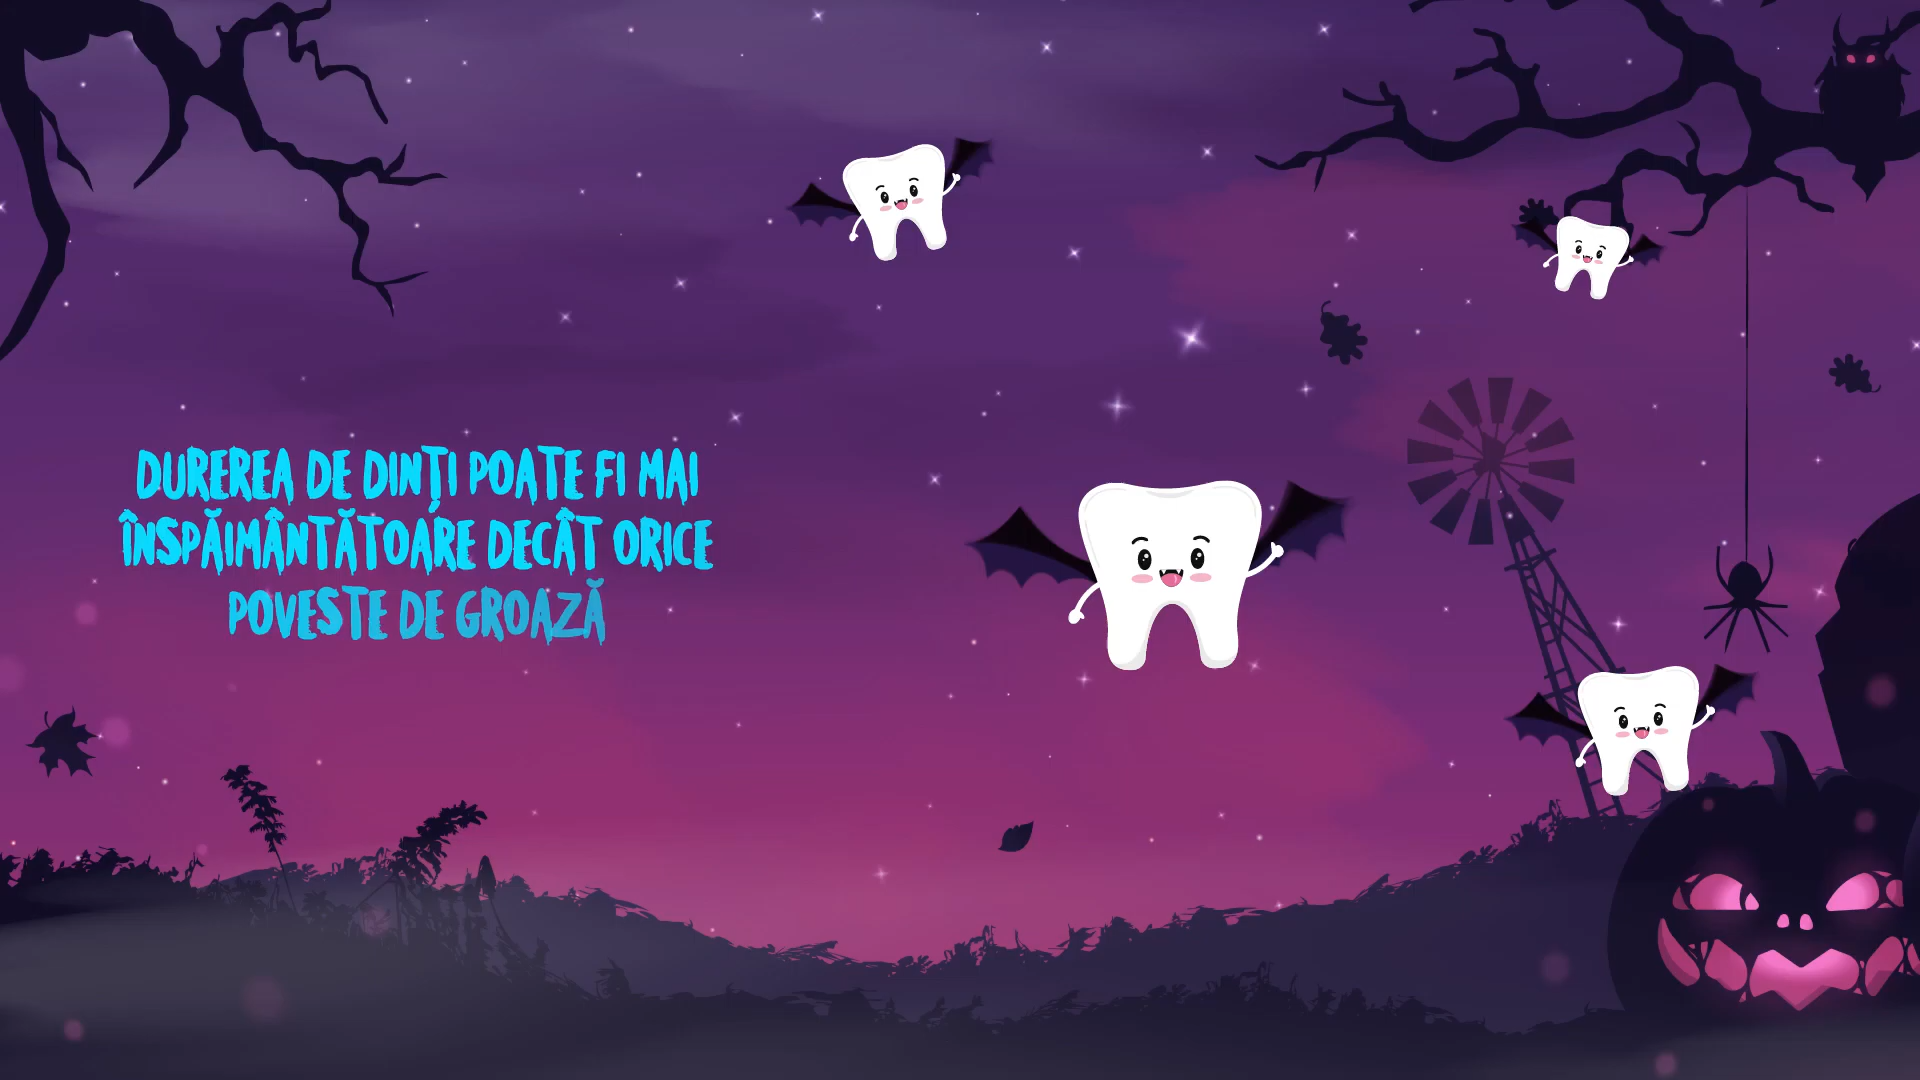 DUREREA DE DINȚI POATE FI MAI
ÎNSPĂIMÂNTĂTOARE DECÂT ORICE
POVESTE DE GROAZĂ